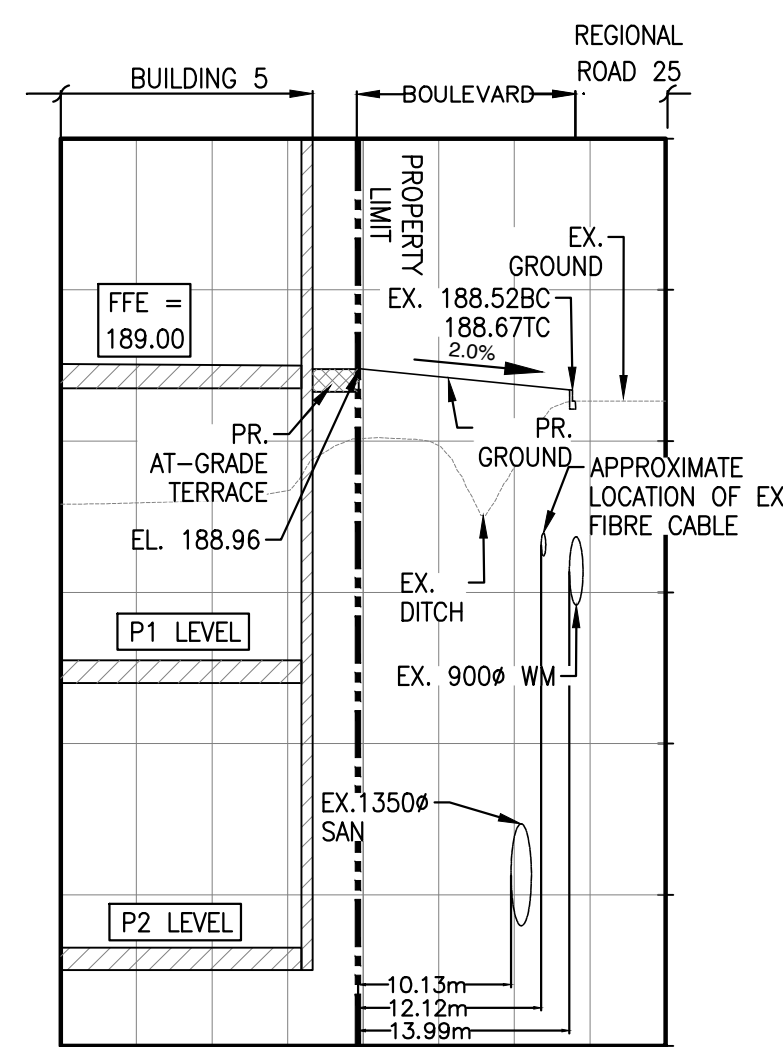 REGIONAL
ROAD 25
BUILDING 5
BOULEVARD
PROPERTY
LIMIT
EX.
GROUND
FFE =
189.00
EX. 188.52BC
188.67TC
2.0%
PR.
AT-GRADE
TERRACE
PR.
GROUND
APPROXIMATE
LOCATION OF EX
FIBRE CABLE
EL. 188.96
EX.
DITCH
P1 LEVEL
EX. 900ø WM
EX.1350ø
SAN
P2 LEVEL
10.13m
12.12m
13.99m